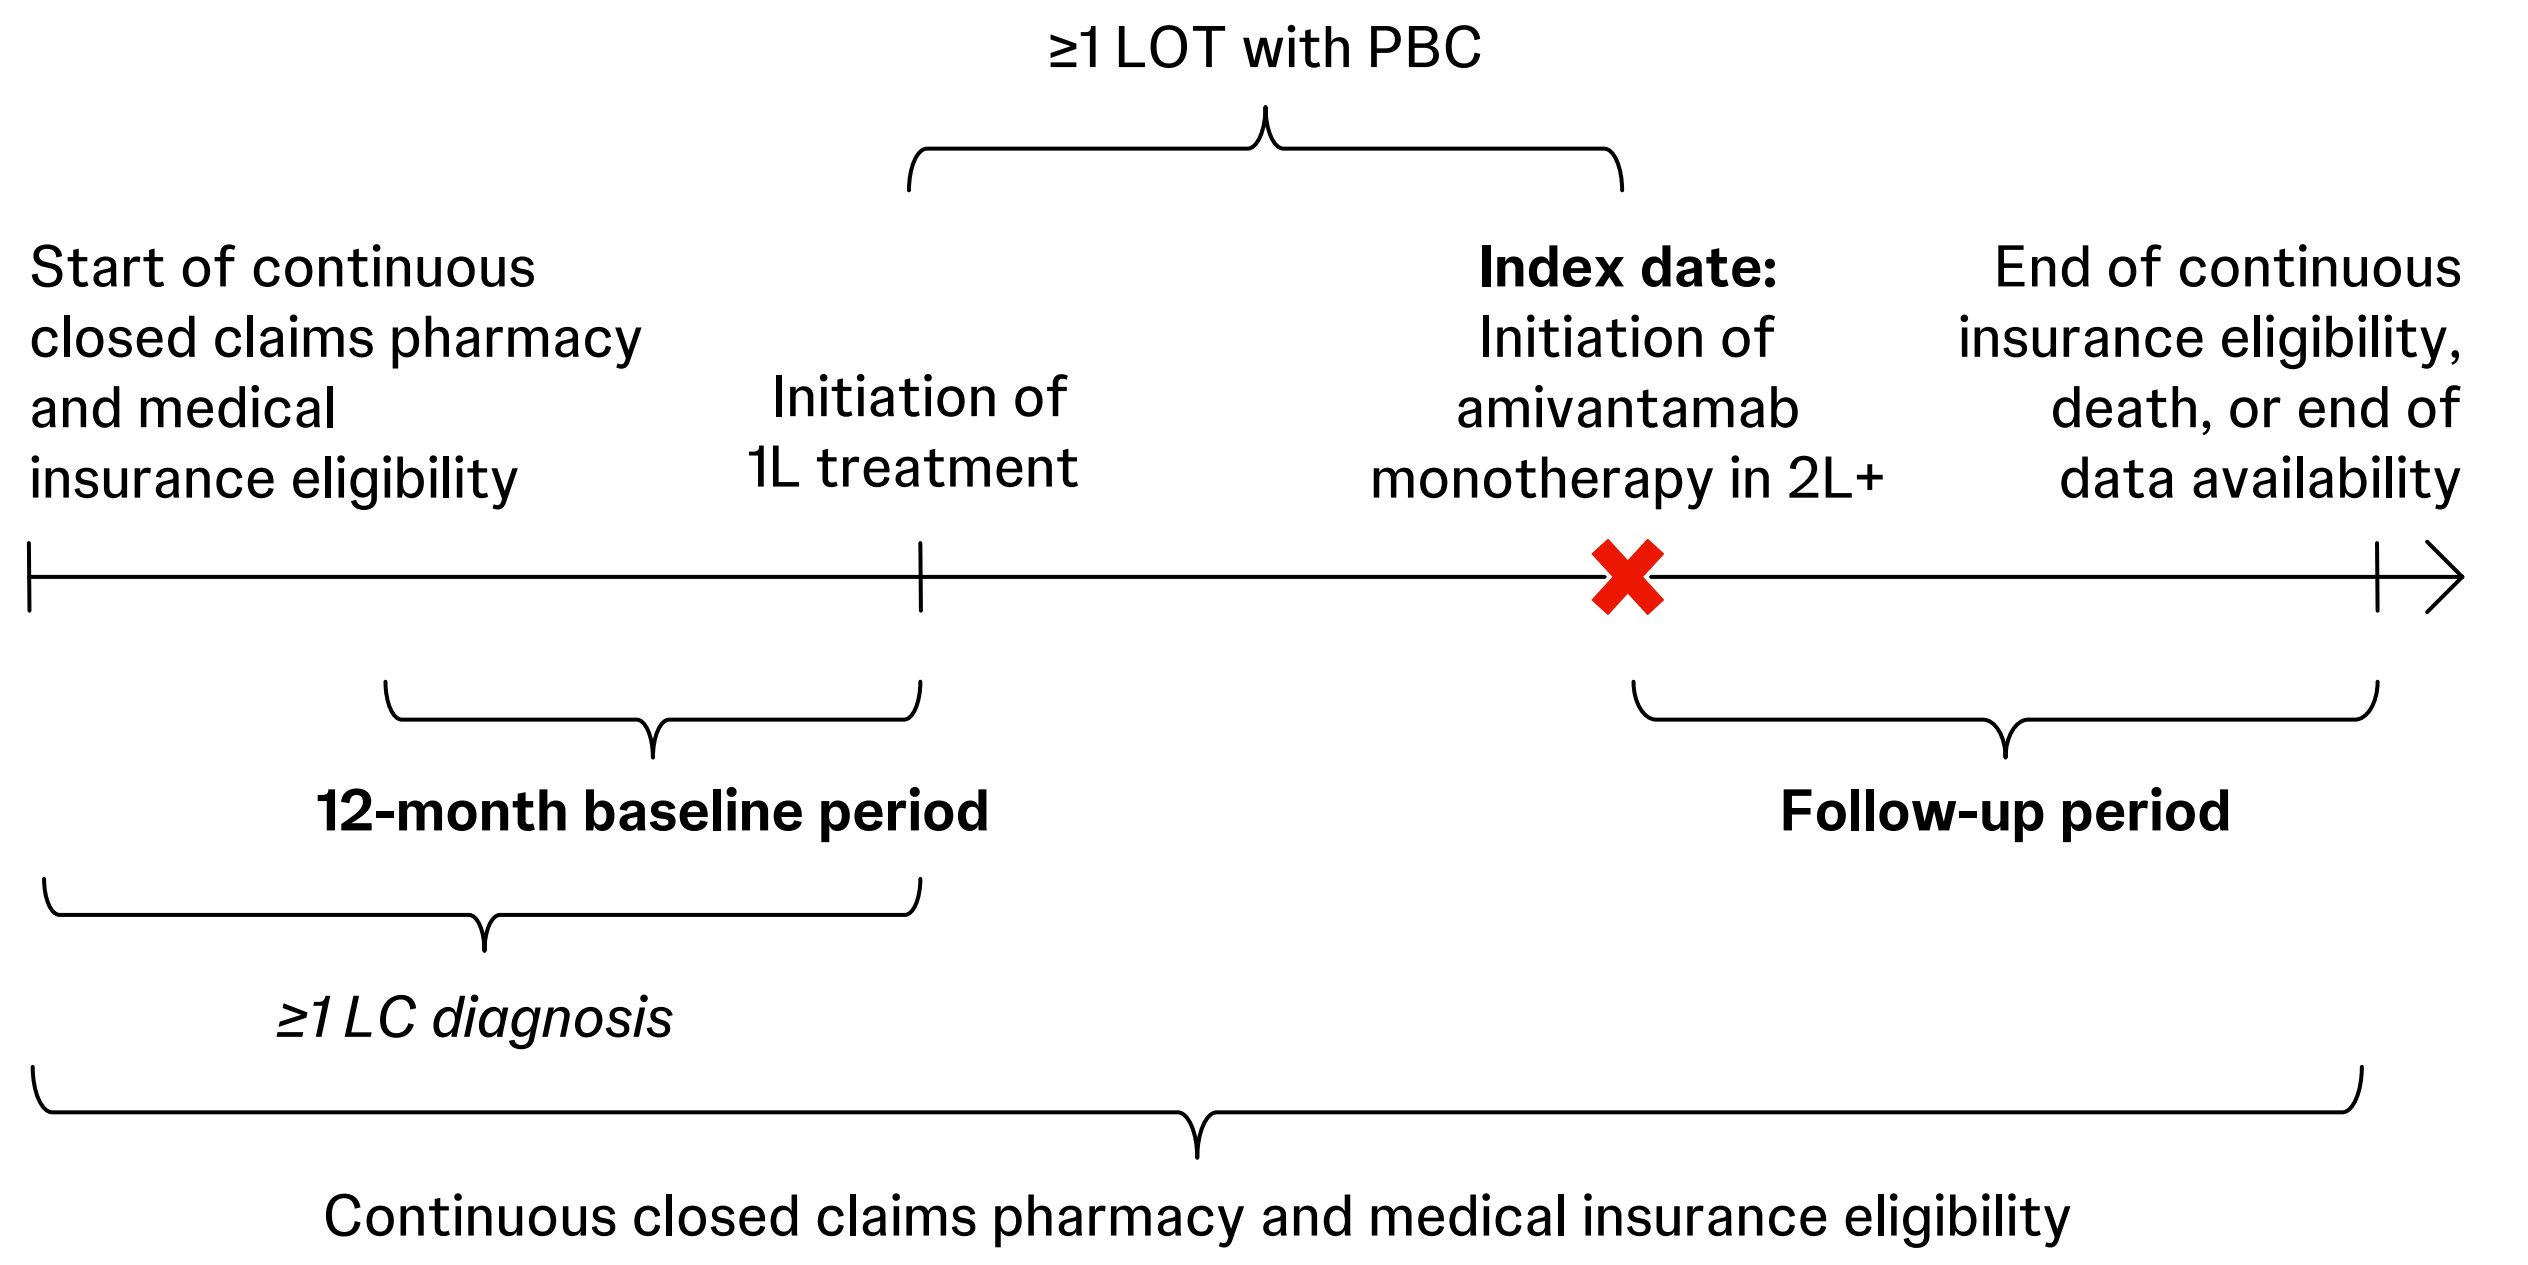 ≥1 LOT with PBC
Start of continuous
closed claims pharmacy
and medical
insurance eligibility
Initiation of
1L treatment
Index date:
Initiation of
amivantamab
monotherapy in 2L+
End of continuous
insurance eligibility,
death, or end of
data availability
12-month baseline period
Follow-up period
≥1 LC diagnosis
Continuous closed claims pharmacy and medical insurance eligibility